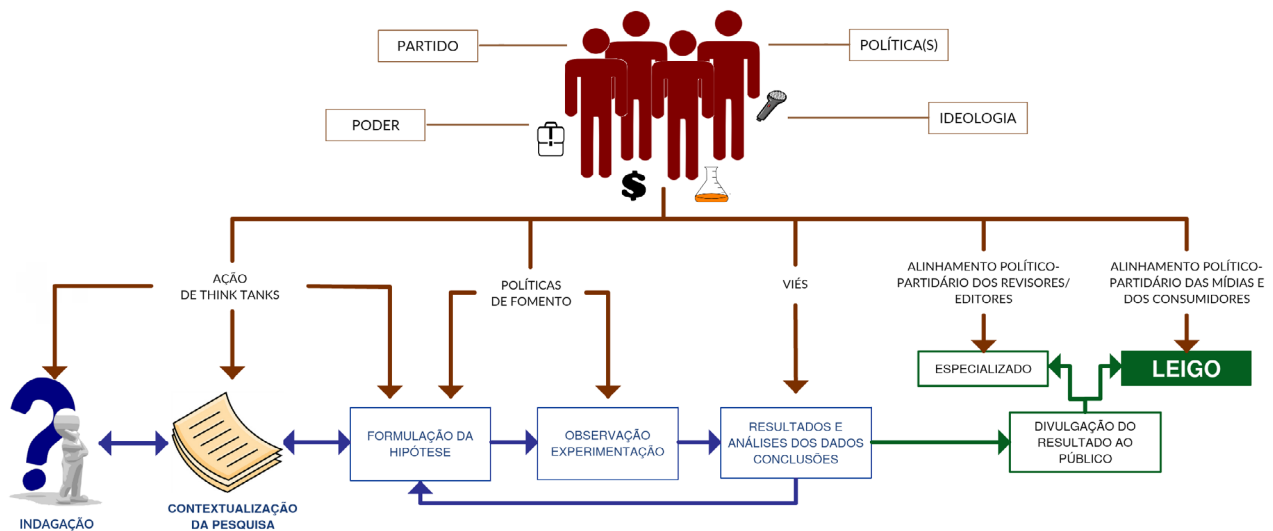 PARTIDO
POLÍTICA(S)
PODER
IDEOLOGIA
$
AÇÃO
DE THINK TANKS
POLÍTICAS
DE FOMENTO
VIÉS
ALINHAMENTO POLÍTICO-
PARTIDÁRIO DOS REVISORES/
EDITORES
ALINHAMENTO POLÍTICO-
PARTIDÁRIO DAS MÍDIAS E
DOS CONSUMIDORES
ESPECIALIZADO
LEIGO
?
INDAGAÇÃO
CONTEXTUALIZAÇÃO
DA PESQUISA
FORMULAÇÃO DA
HIPÓTESE
OBSERVAÇÃO
EXPERIMENTAÇÃO
RESULTADOS E
ANÁLISES DOS DADOS
CONCLUSÕES
DIVULGAÇÃO DO
RESULTADO AO
PÚBLICO